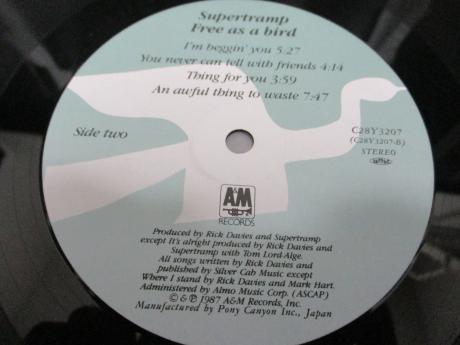 Supertramp
Free as a bird
I'm beggin' you 5.27
You never can tell with friends 4:14
Thing for you 3:59
An awful thing to waste 7:47
Side two
C28Y3207
(C28Y3207-B)
STEREO
A&M
RECORDS
Produced by Rick Davies and Supertramp
except It's alright produced by Rick Davies and
Supertramp with Tom Lord-Alge.
All songs written by Rick Davies and
published by Silver Cab Music except
Where I stand by Rick Davies and Mark Hart.
Administered by Almo Music Corp. (ASCAP)
© & ℗ 1987 A&M Records, Inc.
Manufactured by Pony Canyon Inc., Japan